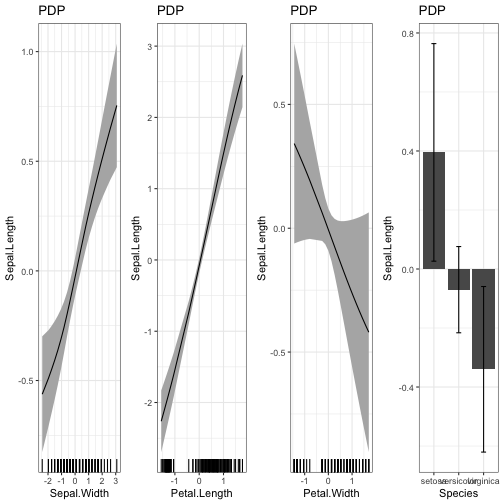 PDP
Sepal.Length
1.0
0.5
0.0
-0.5
-2 -1 0 1 2 3
Sepal.Width
PDP
Sepal.Length
3
2
1
0
-1
-2
-1 0 1
Petal.Length
PDP
Sepal.Length
0.5
0.0
-0.5
-1 0 1
Petal.Width
PDP
Sepal.Length
0.8
0.4
0.0
-0.4
setosa versicolor virginica
Species